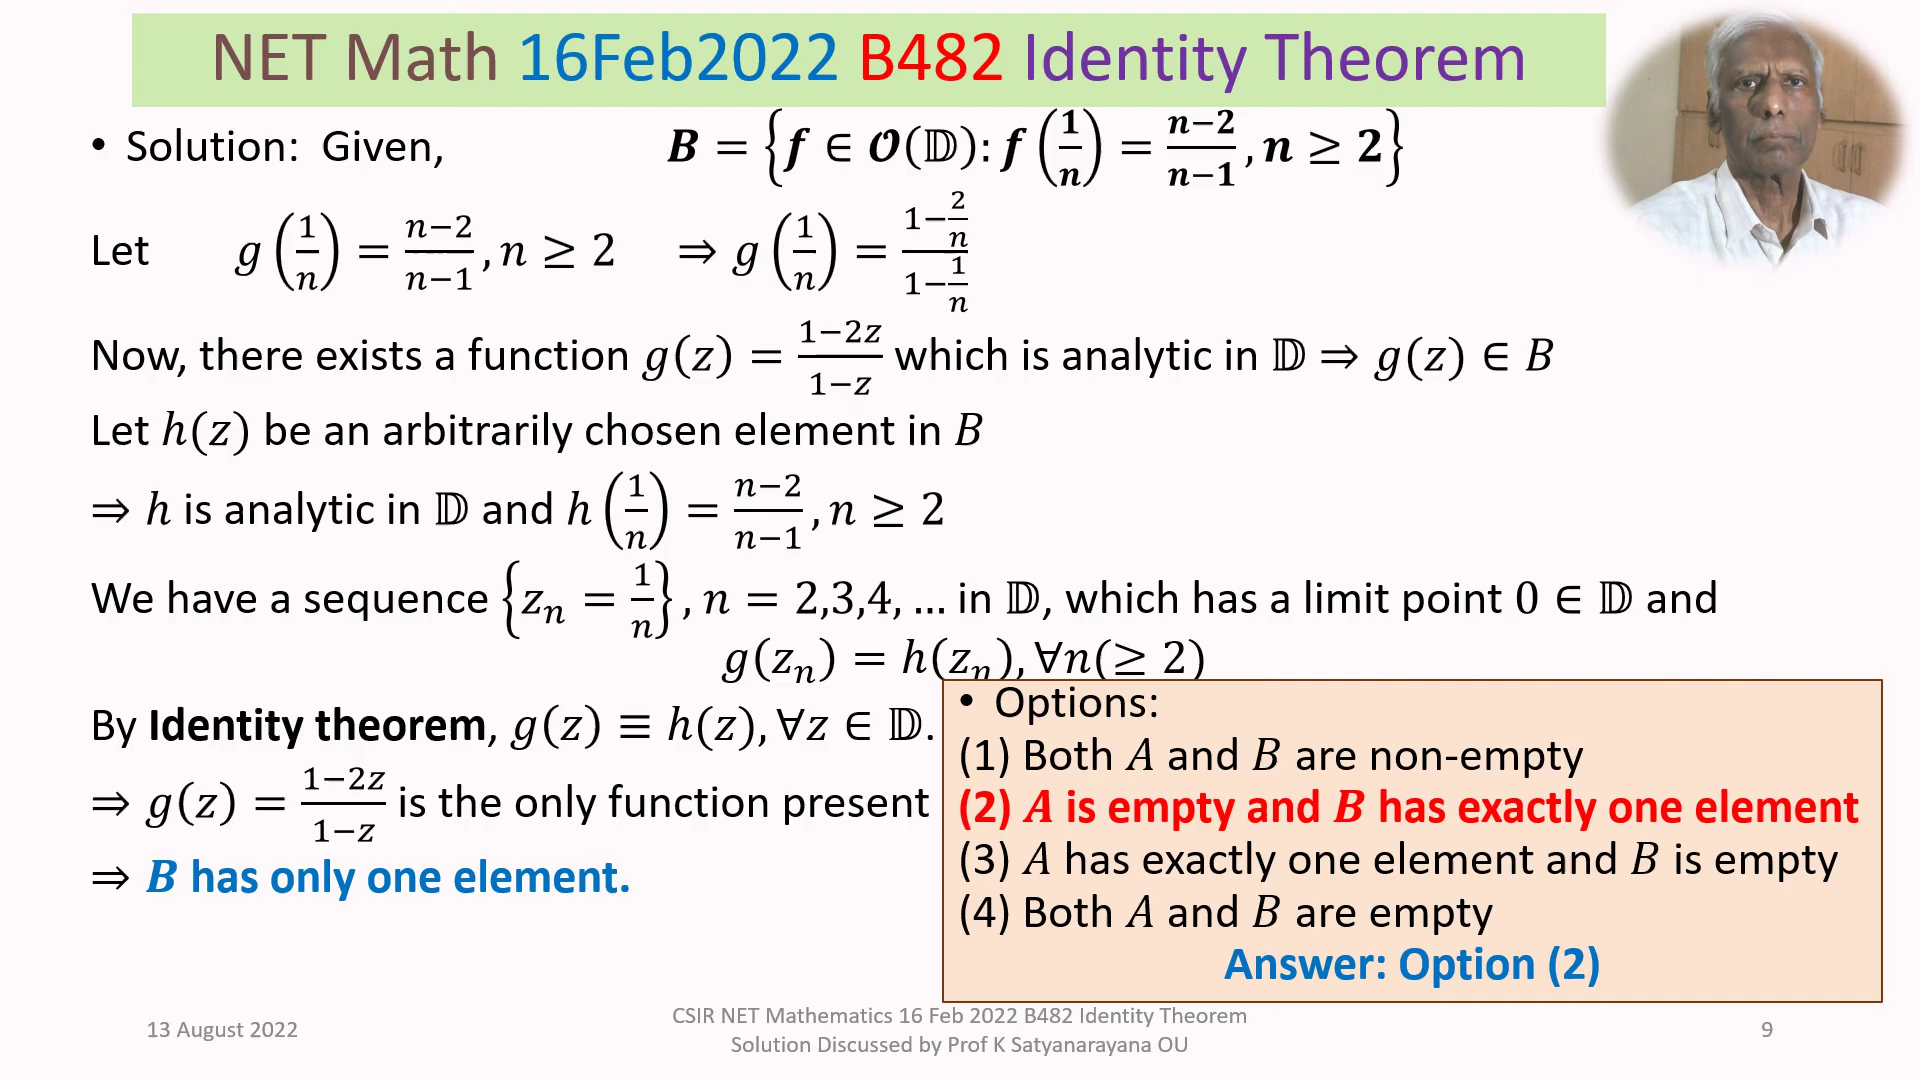 NET Math 16Feb2022 B482 Identity Theorem
• Solution: Given, B = {f ∈ 𝓞(𝔻): f(1/n) = (n−2)/(n−1), n ≥ 2}
Let g(1/n) = (n−2)/(n−1), n ≥ 2 ⇒ g(1/n) = (1−2/n)/(1−1/n)
Now, there exists a function g(z) = (1−2z)/(1−z) which is analytic in 𝔻 ⇒ g(z) ∈ B
Let h(z) be an arbitrarily chosen element in B
⇒ h is analytic in 𝔻 and h(1/n) = (n−2)/(n−1), n ≥ 2
We have a sequence {zₙ = 1/n}, n = 2,3,4, … in 𝔻, which has a limit point 0 ∈ 𝔻 and
g(zₙ) = h(zₙ), ∀n(≥ 2)
By Identity theorem, g(z) ≡ h(z), ∀z ∈ 𝔻.
⇒ g(z) = (1−2z)/(1−z) is the only function present
⇒ B has only one element.
• Options:
(1) Both A and B are non-empty
(2) A is empty and B has exactly one element
(3) A has exactly one element and B is empty
(4) Both A and B are empty
Answer: Option (2)
13 August 2022
CSIR NET Mathematics 16 Feb 2022 B482 Identity Theorem
Solution Discussed by Prof K Satyanarayana OU
9